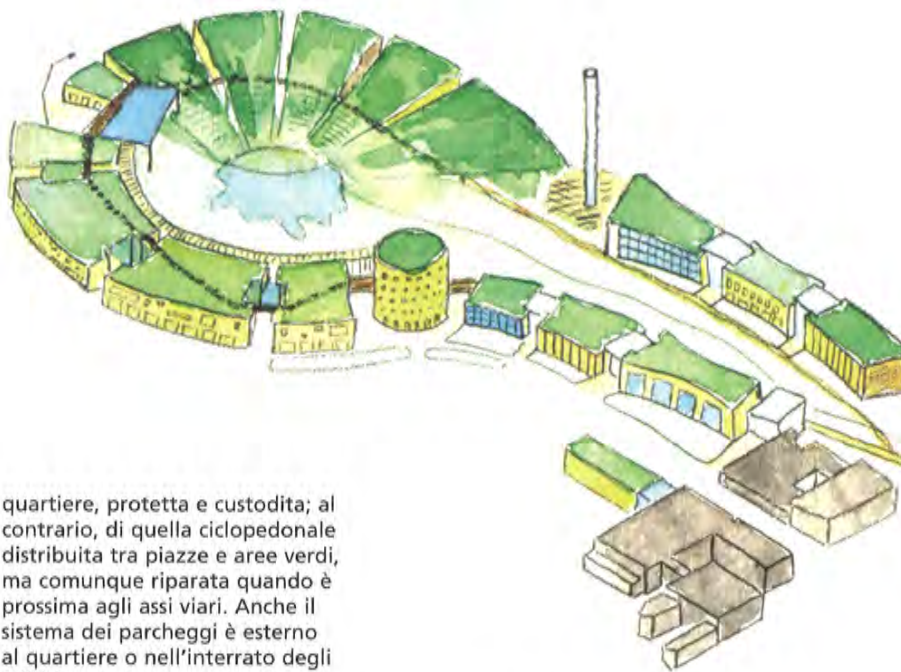 quartiere, protetta e custodita; al
contrario, di quella ciclopedonale
distribuita tra piazze e aree verdi,
ma comunque riparata quando è
prossima agli assi viari. Anche il
sistema dei parcheggi è esterno
al quartiere o nell'interrato degli